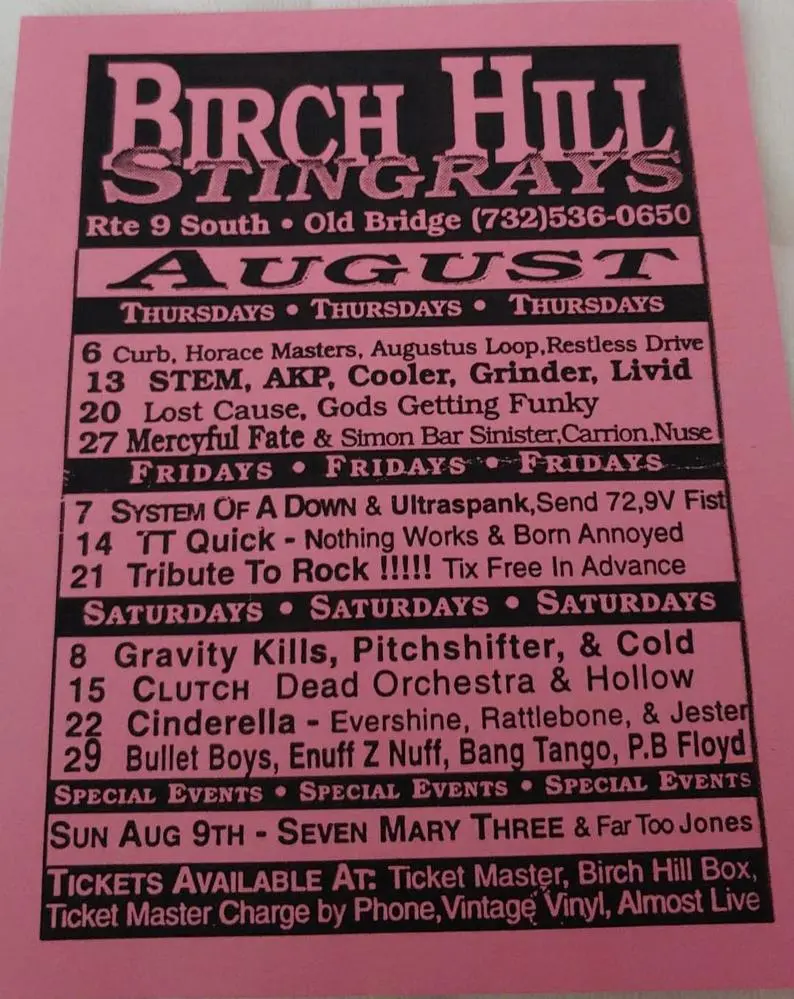 BIRCH HILL
STINGRAYS
Rte 9 South • Old Bridge (732)536-0650
AUGUST
THURSDAYS • THURSDAYS • THURSDAYS
6 Curb, Horace Masters, Augustus Loop,Restless Drive
13 STEM, AKP, Cooler, Grinder, Livid
20 Lost Cause, Gods Getting Funky
27 Mercyful Fate & Simon Bar Sinister,Carrion,Nuse
FRIDAYS • FRIDAYS • FRIDAYS
7 SYSTEM OF A DOWN & Ultraspank,Send 72,9V Fist
14 TT Quick - Nothing Works & Born Annoyed
21 Tribute To Rock !!!!! Tix Free In Advance
SATURDAYS • SATURDAYS • SATURDAYS
8 Gravity Kills, Pitchshifter, & Cold
15 CLUTCH Dead Orchestra & Hollow
22 Cinderella - Evershine, Rattlebone, & Jester
29 Bullet Boys, Enuff Z Nuff, Bang Tango, P.B Floyd
SPECIAL EVENTS • SPECIAL EVENTS • SPECIAL EVENTS
SUN AUG 9TH - SEVEN MARY THREE & Far Too Jones
TICKETS AVAILABLE AT: Ticket Master, Birch Hill Box,
Ticket Master Charge by Phone,Vintage Vinyl, Almost Live